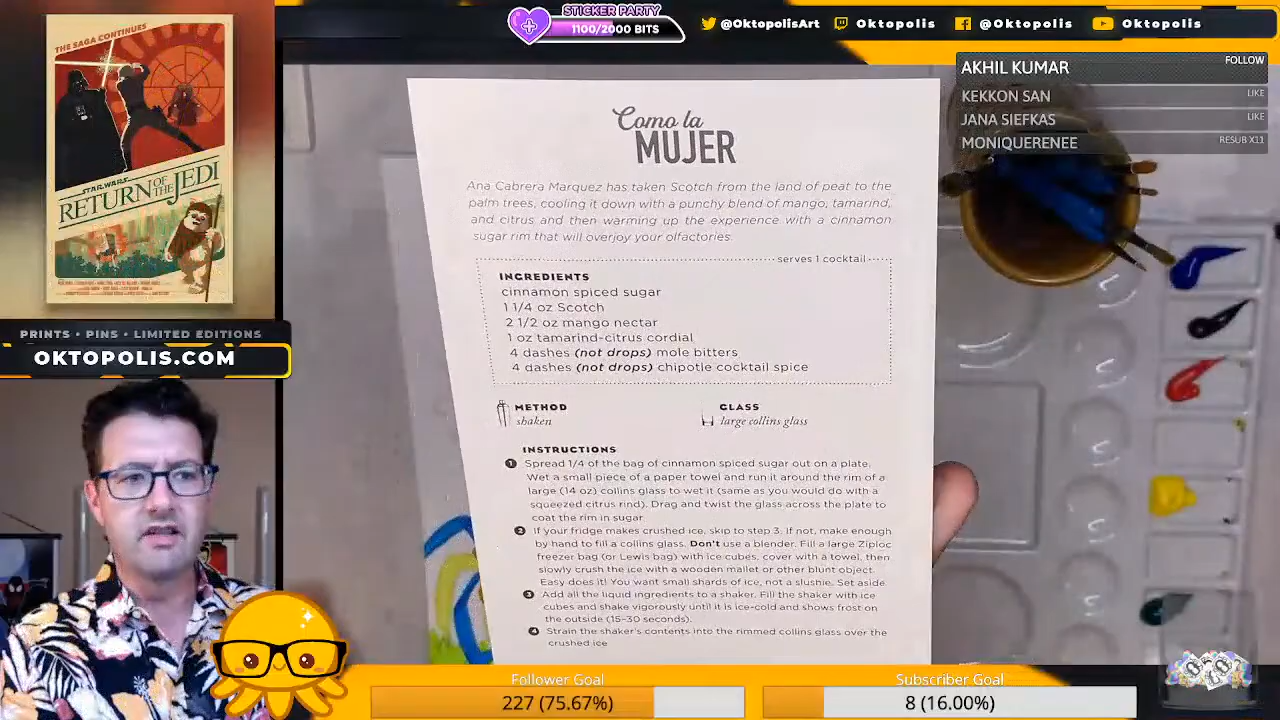 THE SAGA CONTINUES
STAR WARS
RETURN OF THE JEDI
PRINTS • PINS • LIMITED EDITIONS
OKTOPOLIS.COM
STICKER PARTY
1100/2000 BITS
@OktopolisArt
Oktopolis
@Oktopolis
Oktopolis
AKHIL KUMAR FOLLOW
KEKKON SAN LIKE
JANA SIEFKAS LIKE
MONIQUERENEE RESUB X11
Como la
MUJER
Ana Cabrera Marquez has taken Scotch from the land of peat to the
palm trees, cooling it down with a punchy blend of mango, tamarind,
and citrus and then warming up the experience with a cinnamon
sugar rim that will overjoy your olfactories.
serves 1 cocktail
INGREDIENTS
cinnamon spiced sugar
1 1/4 oz Scotch
2 1/2 oz mango nectar
1 oz tamarind-citrus cordial
4 dashes (not drops) mole bitters
4 dashes (not drops) chipotle cocktail spice
METHOD
shaken
GLASS
large collins glass
INSTRUCTIONS
1 Spread 1/4 of the bag of cinnamon spiced sugar out on a plate.
Wet a small piece of a paper towel and run it around the rim of a
large (14 oz) collins glass to wet it (same as you would do with a
squeezed citrus rind). Drag and twist the glass across the plate to
coat the rim in sugar.
2 If your fridge makes crushed ice, skip to step 3. If not, make enough
by hand to fill a collins glass. Don't use a blender. Fill a large Ziploc
freezer bag (or Lewis bag) with ice cubes, cover with a towel, then
slowly crush the ice with a wooden mallet or other blunt object.
Easy does it! You want small shards of ice, not a slushie. Set aside.
3 Add all the liquid ingredients to a shaker. Fill the shaker with ice
cubes and shake vigorously until it is ice-cold and shows frost on
the outside (15-30 seconds).
4 Strain the shaker's contents into the rimmed collins glass over the
crushed ice
Follower Goal
227 (75.67%)
Subscriber Goal
8 (16.00%)